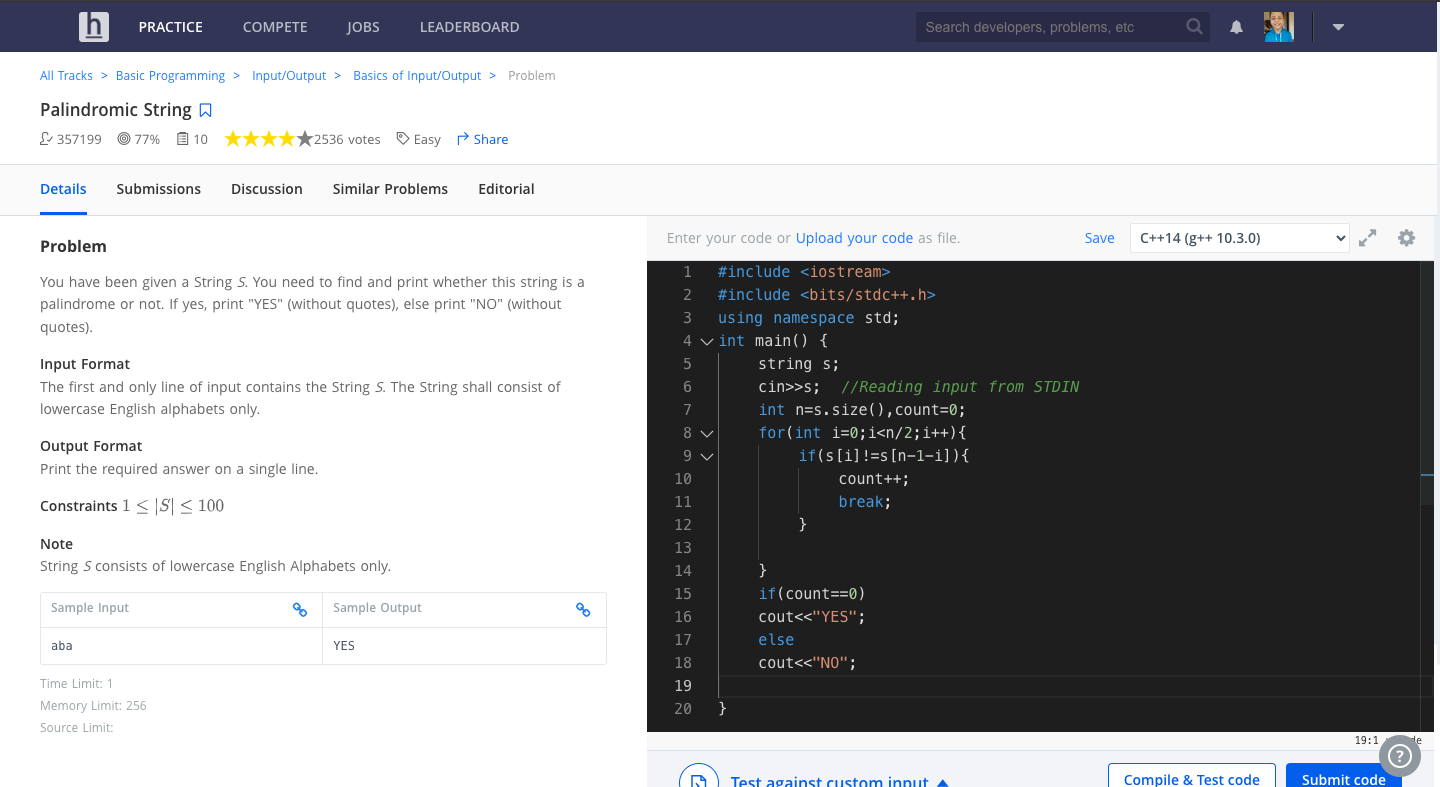 h PRACTICE COMPETE JOBS LEADERBOARD Search developers, problems, etc
All Tracks > Basic Programming > Input/Output > Basics of Input/Output > Problem
Palindromic String
357199 77% 10 2536 votes Easy Share
Details Submissions Discussion Similar Problems Editorial
Problem
You have been given a String S. You need to find and print whether this string is a
palindrome or not. If yes, print "YES" (without quotes), else print "NO" (without
quotes).
Input Format
The first and only line of input contains the String S. The String shall consist of
lowercase English alphabets only.
Output Format
Print the required answer on a single line.
Constraints 1 ≤ |S| ≤ 100
Note
String S consists of lowercase English Alphabets only.
Sample Input Sample Output
aba YES
Time Limit: 1
Memory Limit: 256
Source Limit:
Enter your code or Upload your code as file. Save C++14 (g++ 10.3.0)
1 #include <iostream>
2 #include <bits/stdc++.h>
3 using namespace std;
4 int main() {
5 string s;
6 cin>>s; //Reading input from STDIN
7 int n=s.size(),count=0;
8 for(int i=0;i<n/2;i++){
9 if(s[i]!=s[n-1-i]){
10 count++;
11 break;
12 }
13
14 }
15 if(count==0)
16 cout<<"YES";
17 else
18 cout<<"NO";
19
20 }
19:1
?
Test against custom input Compile & Test code Submit code